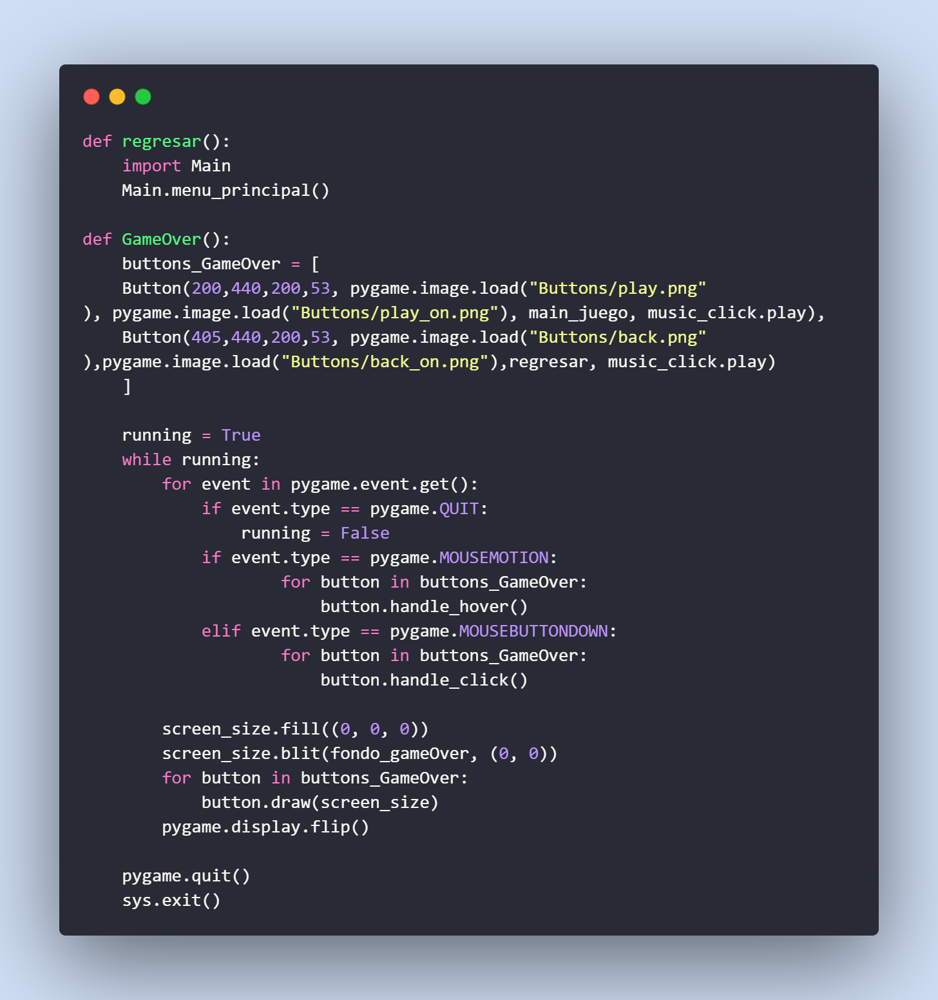 def regresar():
    import Main
    Main.menu_principal()

def GameOver():
    buttons_GameOver = [
    Button(200,440,200,53, pygame.image.load("Buttons/play.png"
), pygame.image.load("Buttons/play_on.png"), main_juego, music_click.play),
    Button(405,440,200,53, pygame.image.load("Buttons/back.png"
),pygame.image.load("Buttons/back_on.png"),regresar, music_click.play)
    ]

    running = True
    while running:
        for event in pygame.event.get():
            if event.type == pygame.QUIT:
                running = False
            if event.type == pygame.MOUSEMOTION:
                    for button in buttons_GameOver:
                        button.handle_hover()
            elif event.type == pygame.MOUSEBUTTONDOWN:
                    for button in buttons_GameOver:
                        button.handle_click()

        screen_size.fill((0, 0, 0))
        screen_size.blit(fondo_gameOver, (0, 0))
        for button in buttons_GameOver:
            button.draw(screen_size)
        pygame.display.flip()

    pygame.quit()
    sys.exit()